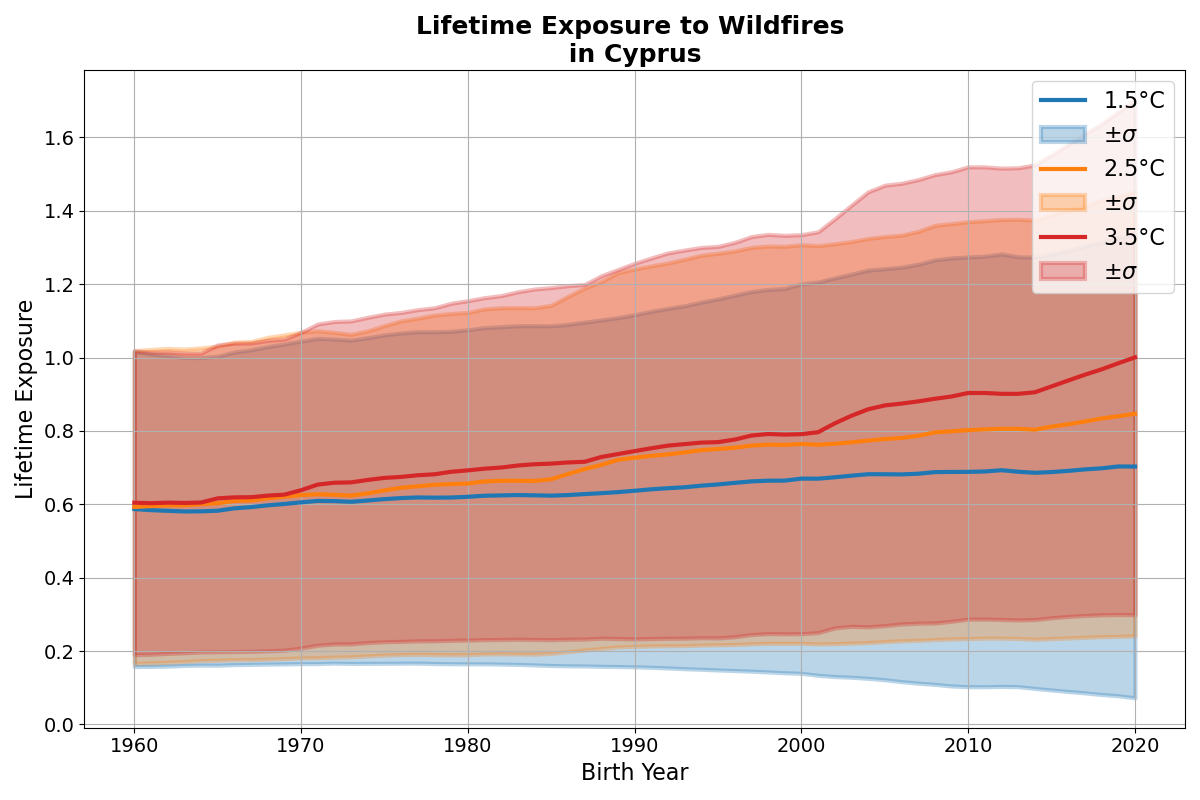 Lifetime Exposure to Wildfires
in Cyprus
Lifetime Exposure
1.6
1.4
1.2
1.0
0.8
0.6
0.4
0.2
0.0
1960 1970 1980 1990 2000 2010 2020
Birth Year
1.5°C
±σ
2.5°C
±σ
3.5°C
±σ